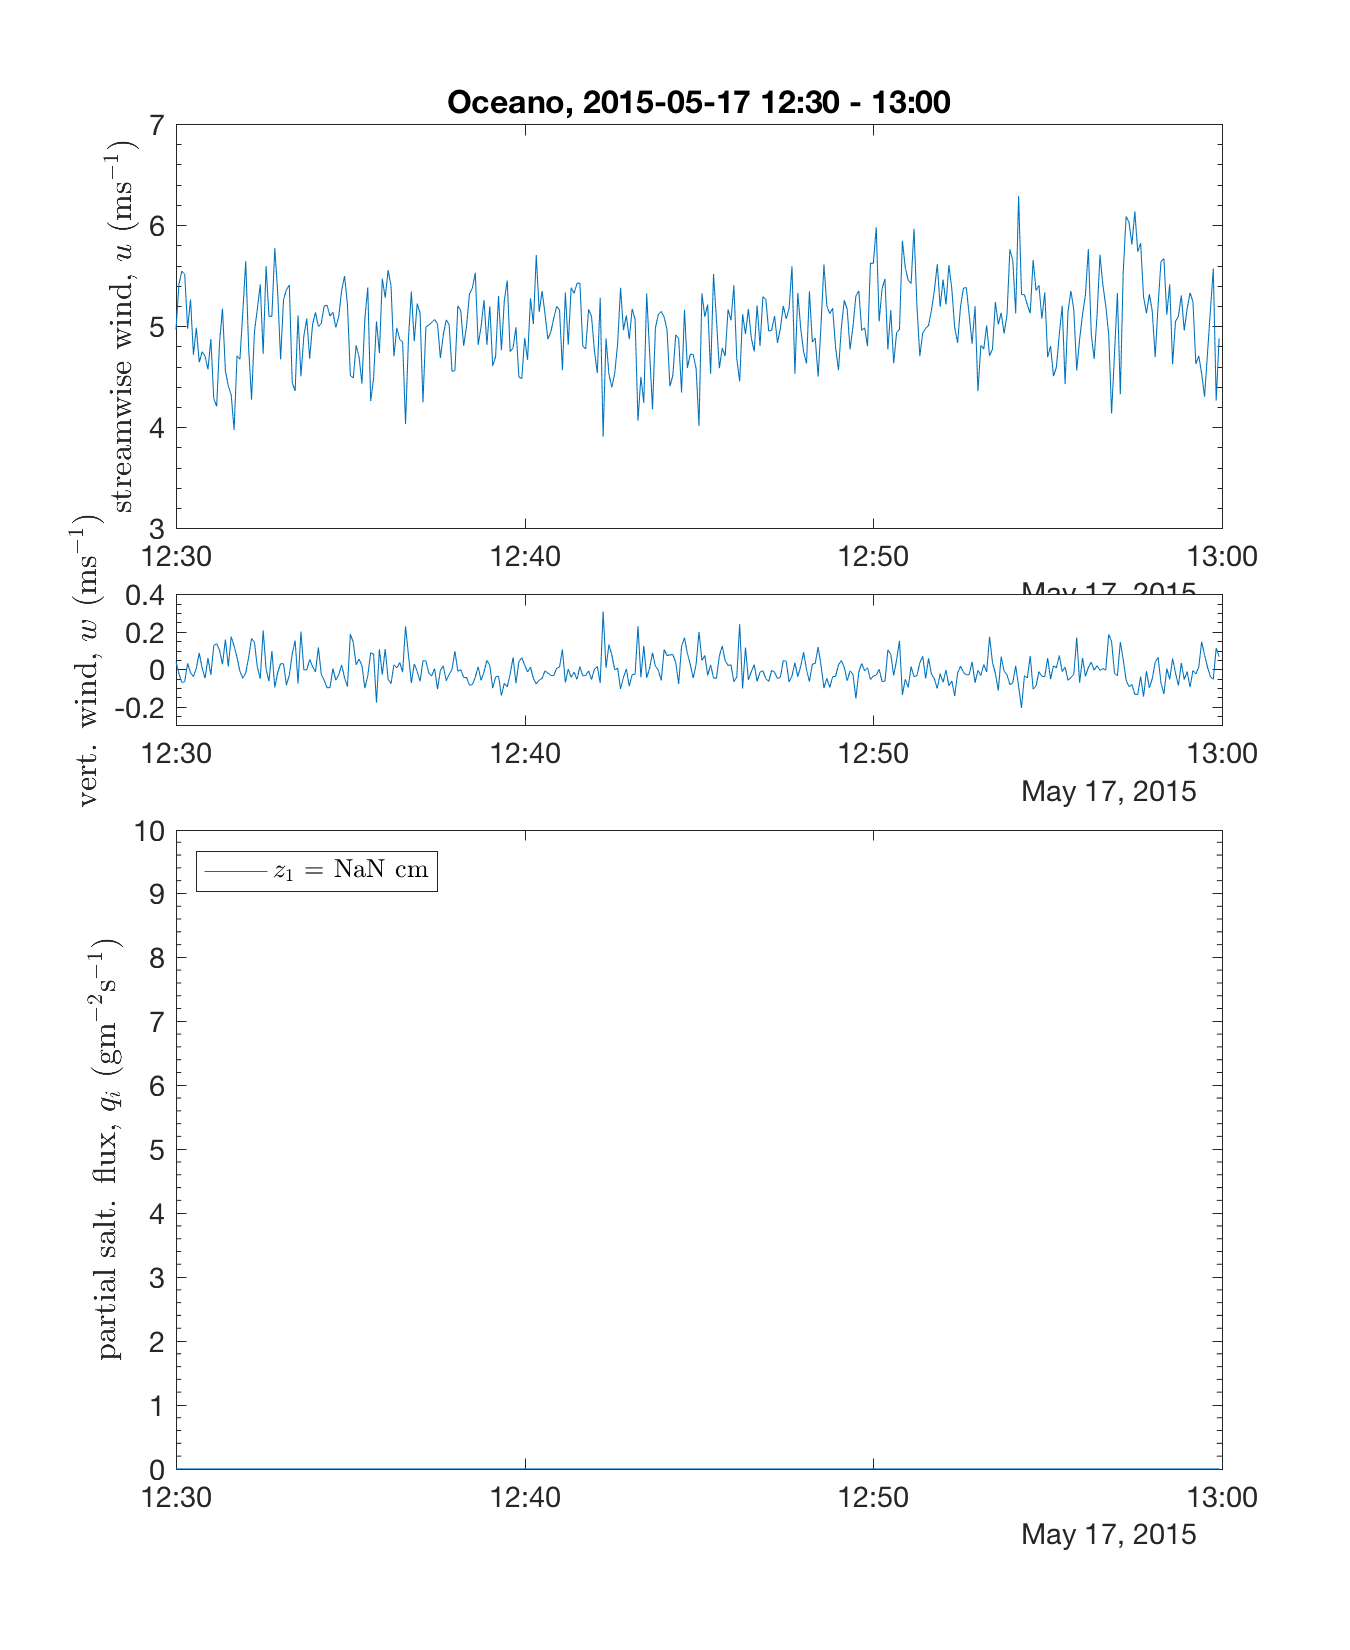 Oceano, 2015-05-17 12:30 - 13:00
streamwise wind, u (ms⁻¹)
7
6
5
4
3
12:30 12:40 12:50 13:00
May 17, 2015
vert. wind, w (ms⁻¹)
0.4
0.2
0
-0.2
12:30 12:40 12:50 13:00
May 17, 2015
partial salt. flux, qᵢ (gm⁻²s⁻¹)
10
9
8
7
6
5
4
3
2
1
0
z₁ = NaN cm
12:30 12:40 12:50 13:00
May 17, 2015